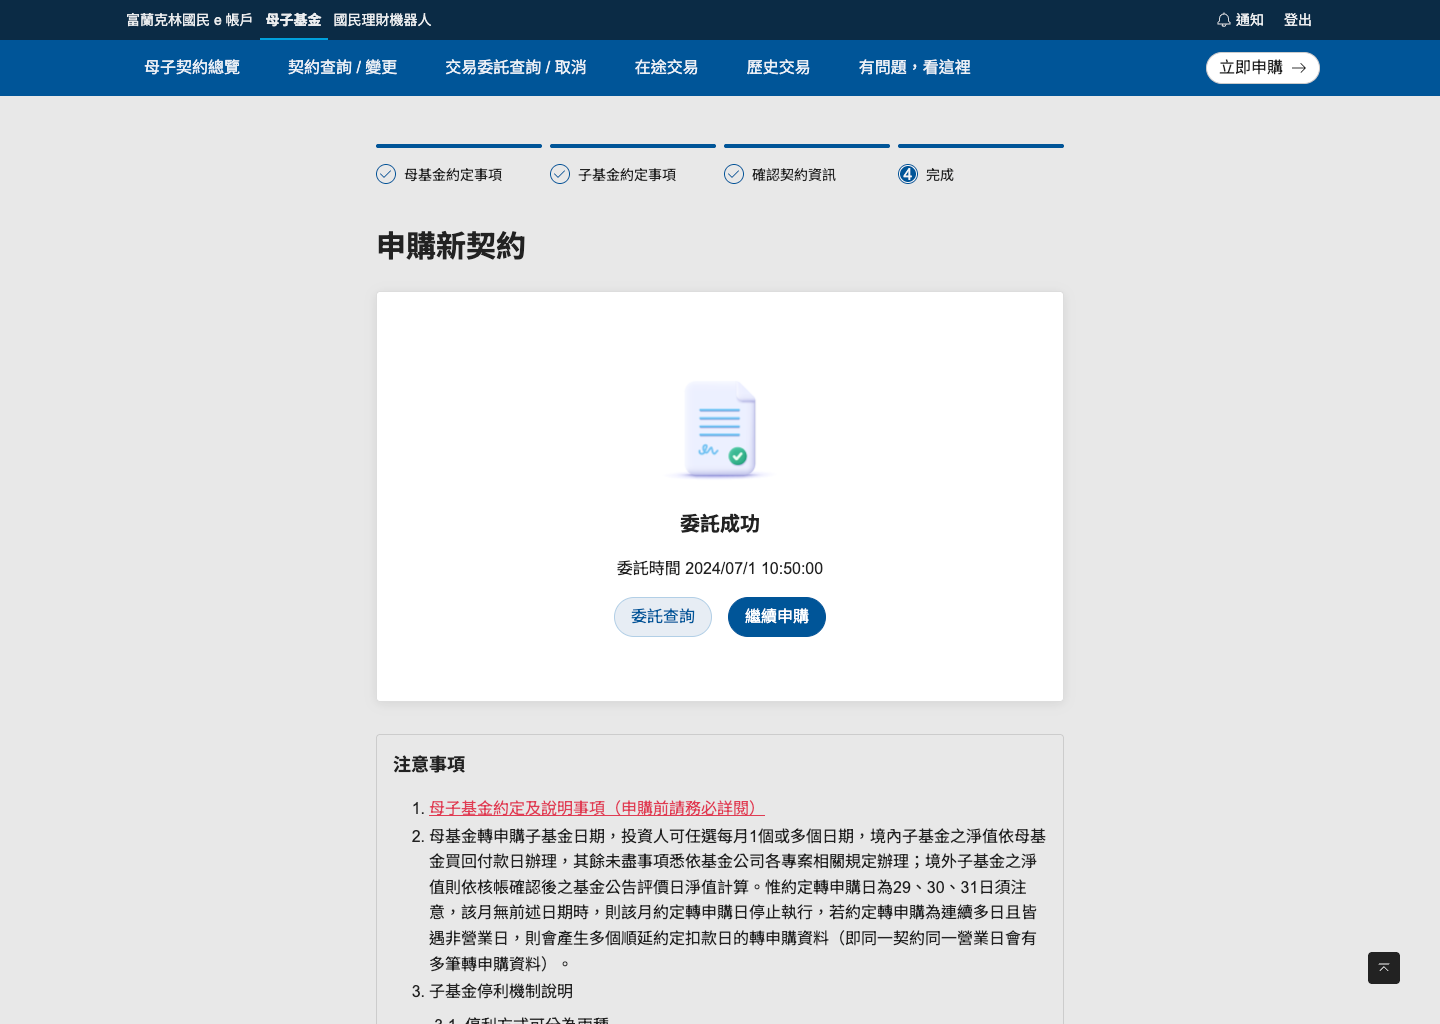 富蘭克林國民 e 帳戶 母子基金 國民理財機器人 通知 登出
母子契約總覽 契約查詢 / 變更 交易委託查詢 / 取消 在途交易 歷史交易 有問題，看這裡 立即申購
母基金約定事項 子基金約定事項 確認契約資訊 4 完成
申購新契約
委託成功
委託時間 2024/07/1 10:50:00
委託查詢 繼續申購
注意事項
1. 母子基金約定及說明事項（申購前請務必詳閱）
2. 母基金轉申購子基金日期，投資人可任選每月1個或多個日期，境內子基金之淨值依母基
金買回付款日辦理，其餘未盡事項悉依基金公司各專案相關規定辦理；境外子基金之淨
值則依核帳確認後之基金公告評價日淨值計算。惟約定轉申購日為29、30、31日須注
意，該月無前述日期時，則該月約定轉申購日停止執行，若約定轉申購為連續多日且皆
遇非營業日，則會產生多個順延約定扣款日的轉申購資料（即同一契約同一營業日會有
多筆轉申購資料）。
3. 子基金停利機制說明
3.1. 停利方式可分為兩種